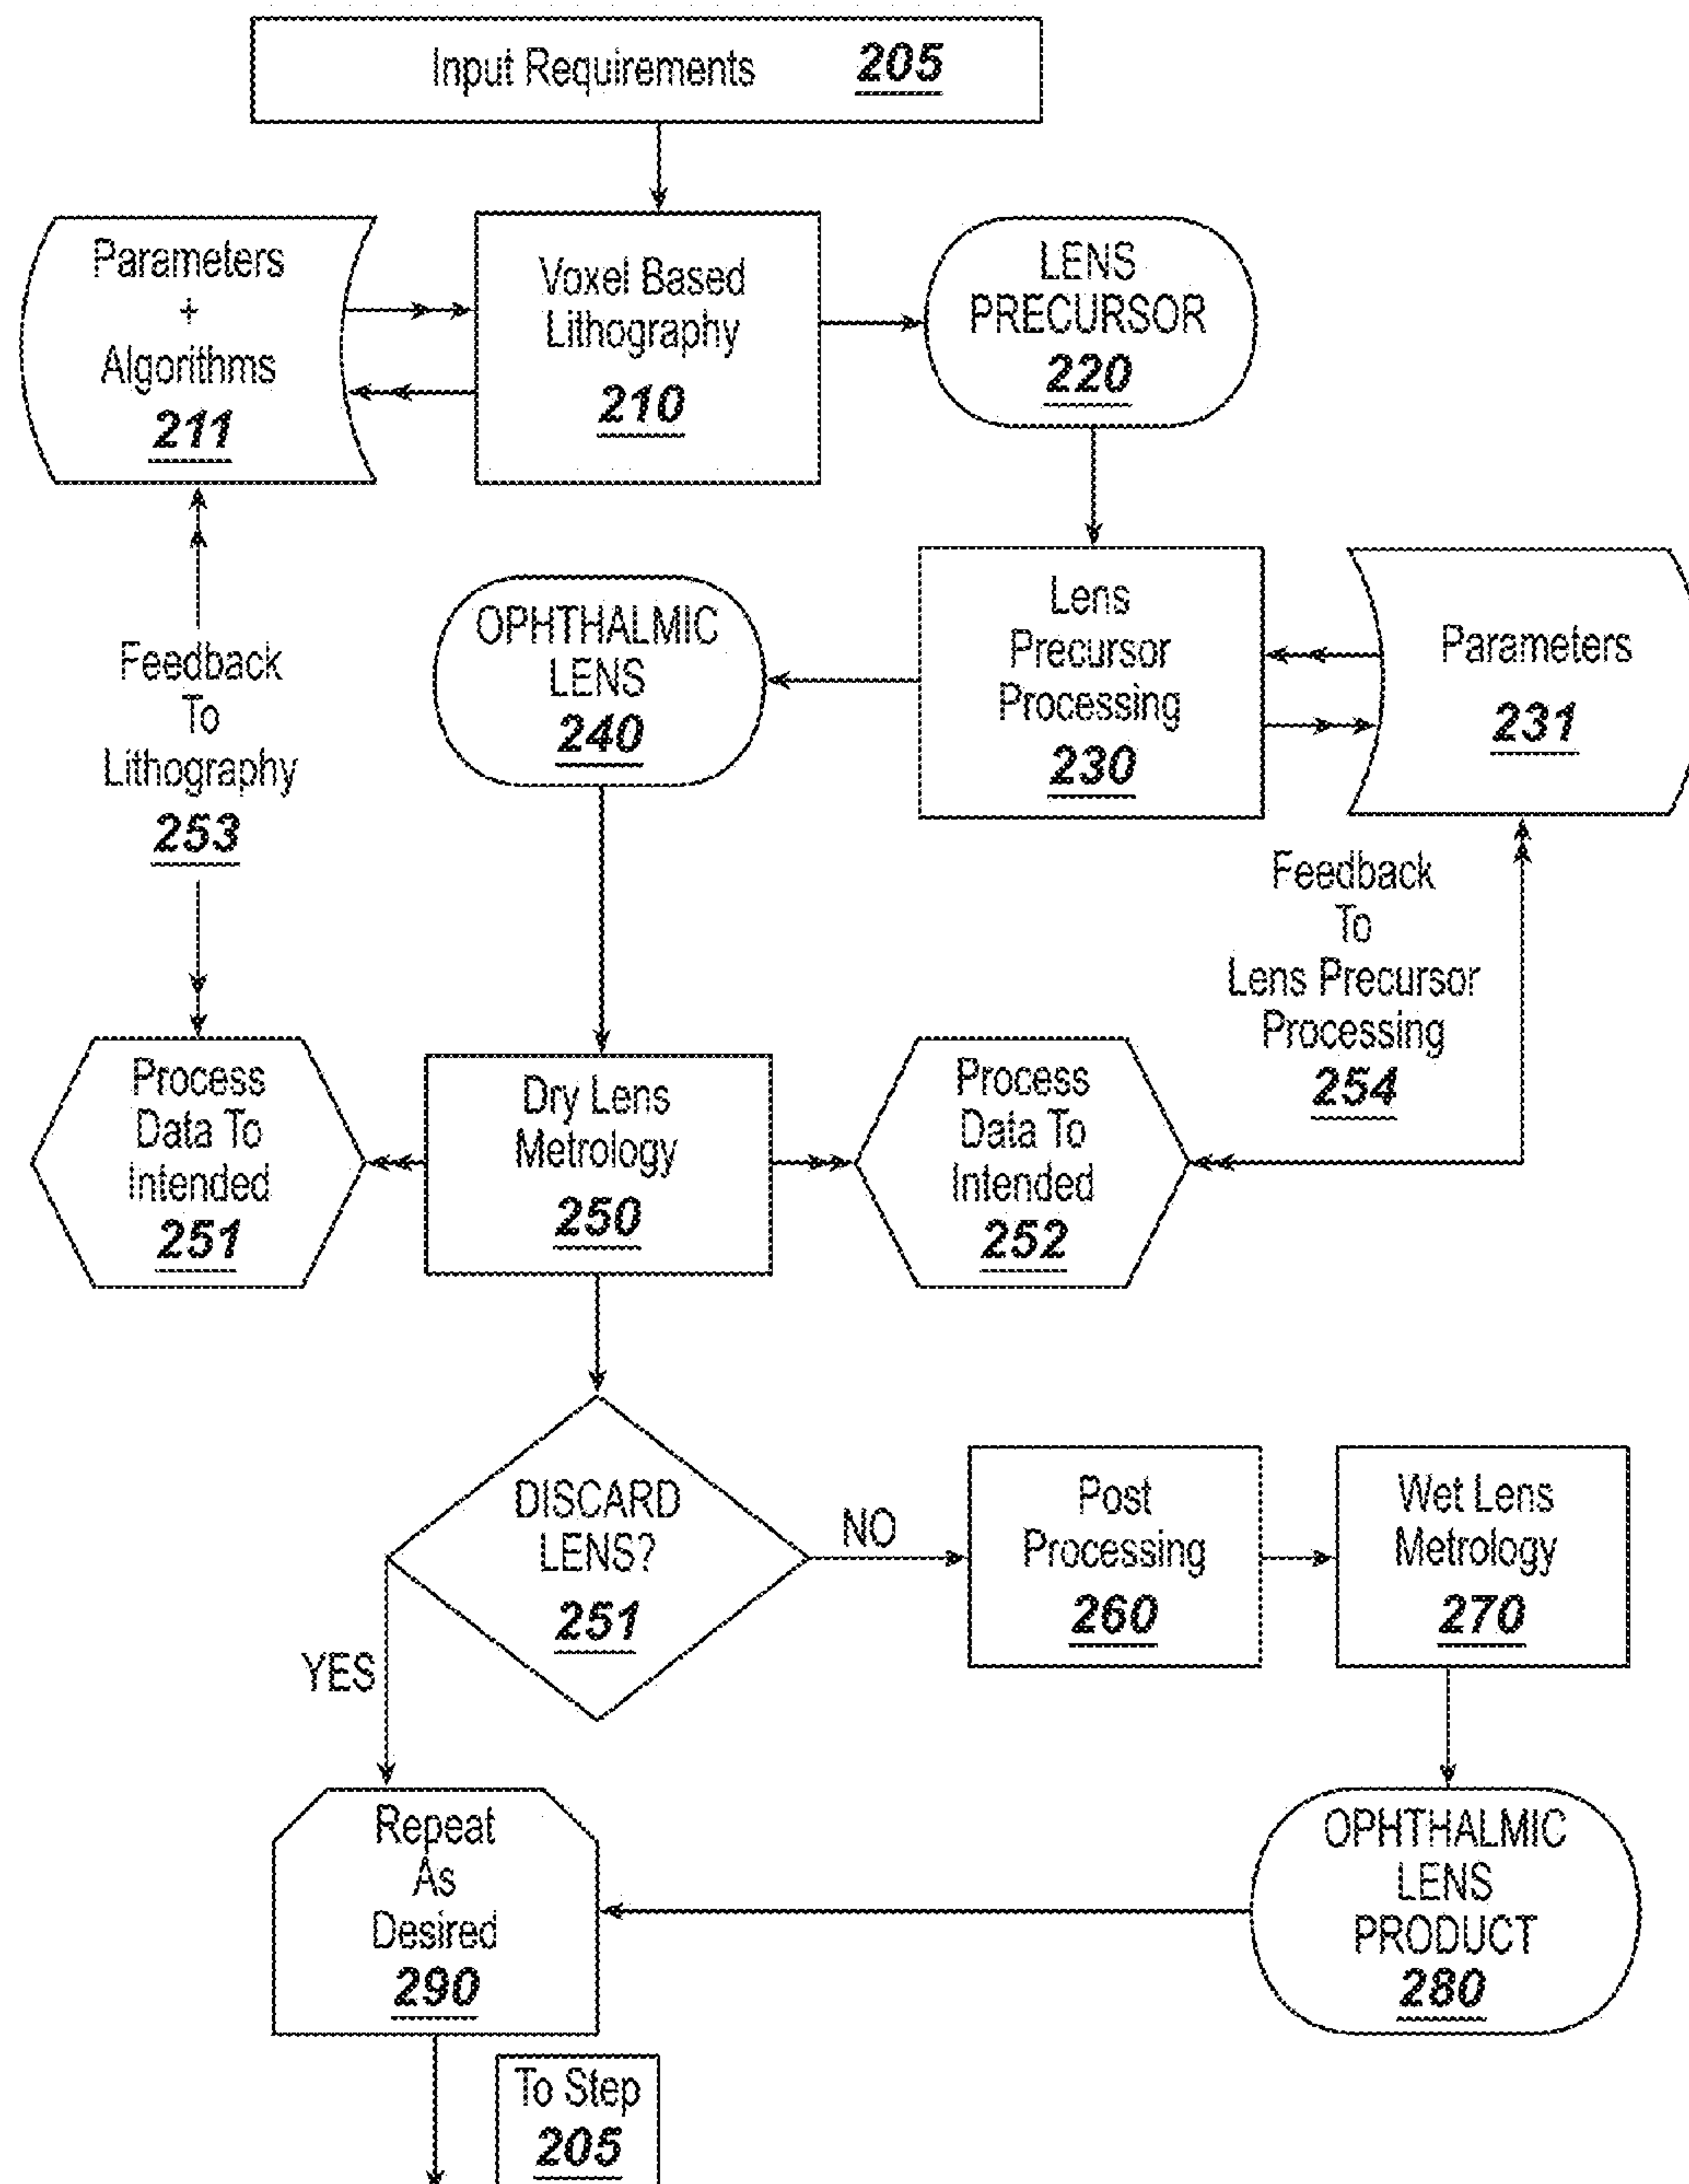 Input Requirements 205
Parameters
+
Algorithms
211
Voxel Based
Lithography
210
LENS
PRECURSOR
220
Feedback
To
Lithography
253
OPHTHALMIC
LENS
240
Lens
Precursor
Processing
230
Parameters
231
Feedback
To
Lens Precursor
Processing
254
Process
Data To
Intended
251
Dry Lens
Metrology
250
Process
Data To
Intended
252
DISCARD
LENS?
251
NO
YES
Post
Processing
260
Wet Lens
Metrology
270
Repeat
As
Desired
290
OPHTHALMIC
LENS
PRODUCT
280
To Step
205